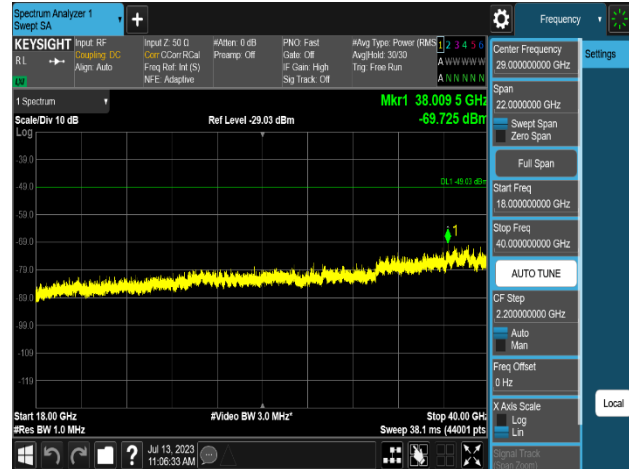 Spectrum Analyzer 1
Swept SA
+
Frequency
KEYSIGHT
RL
LXI
Input: RF
Coupling: DC
Align: Auto
Input Z: 50 Ω
Corr CCorr RCal
Freq Ref: Int (S)
NFE: Adaptive
#Atten: 0 dB
Preamp: Off
PNO: Fast
Gate: Off
IF Gain: High
Sig Track: Off
#Avg Type: Power (RMS
Avg|Hold: 30/30
Trig: Free Run
1 2 3 4 5 6
A W W W W W
A N N N N N
1 Spectrum
Scale/Div 10 dB
Ref Level -29.03 dBm
Mkr1 38.009 5 GHz
-69.725 dBm
Log
-39.0
-49.0
-59.0
-69.0
-79.0
-89.0
-99.0
-109
-119
DL1 -49.03 dBm
1
Start 18.00 GHz
#Res BW 1.0 MHz
#Video BW 3.0 MHz*
Stop 40.00 GHz
Sweep 38.1 ms (44001 pts
Jul 13, 2023
11:06:33 AM
?
Center Frequency
29.000000000 GHz
Span
22.0000000 GHz
Swept Span
Zero Span
Full Span
Start Freq
18.000000000 GHz
Stop Freq
40.000000000 GHz
AUTO TUNE
CF Step
2.200000000 GHz
Auto
Man
Freq Offset
0 Hz
X Axis Scale
Log
Lin
Signal Track
(Span Zoom)
Settings
Local